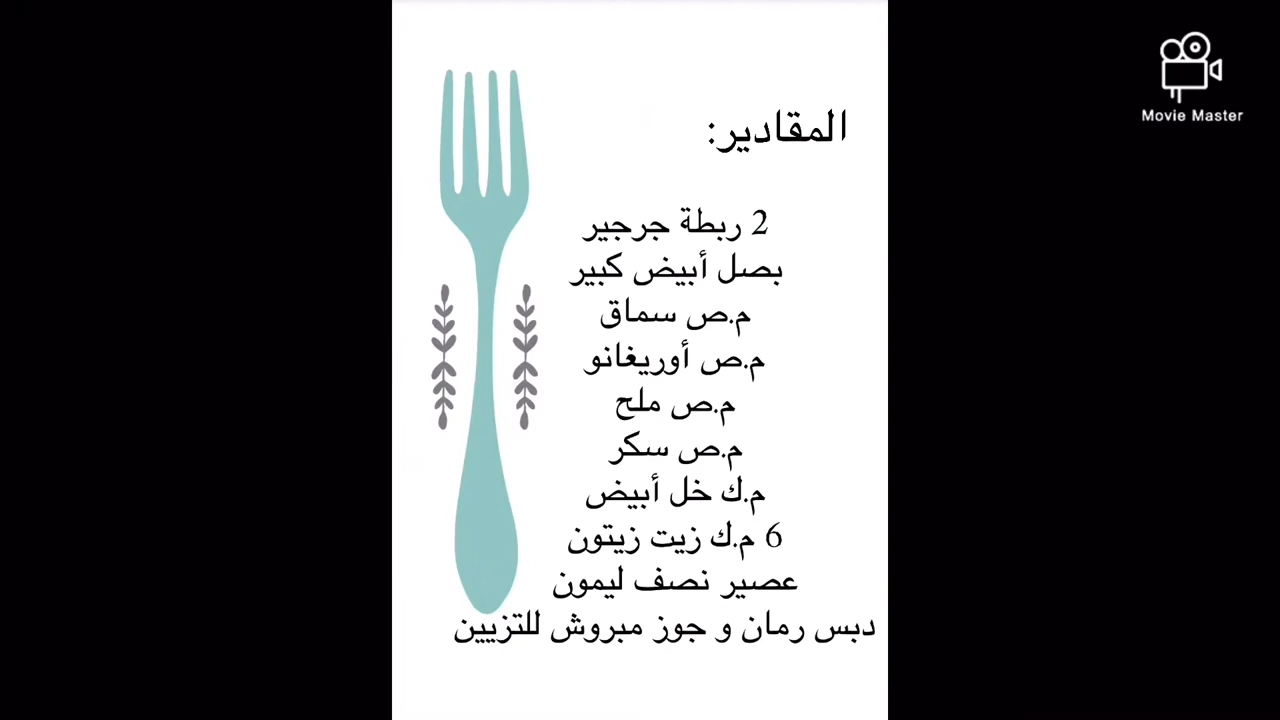 Movie Master
المقادير:
2 ربطة جرجير
بصل أبيض كبير
م.ص سماق
م.ص أوريغانو
م.ص ملح
م.ص سكر
م.ك خل أبيض
6 م.ك زيت زيتون
عصير نصف ليمون
دبس رمان و جوز مبروش للتزيين